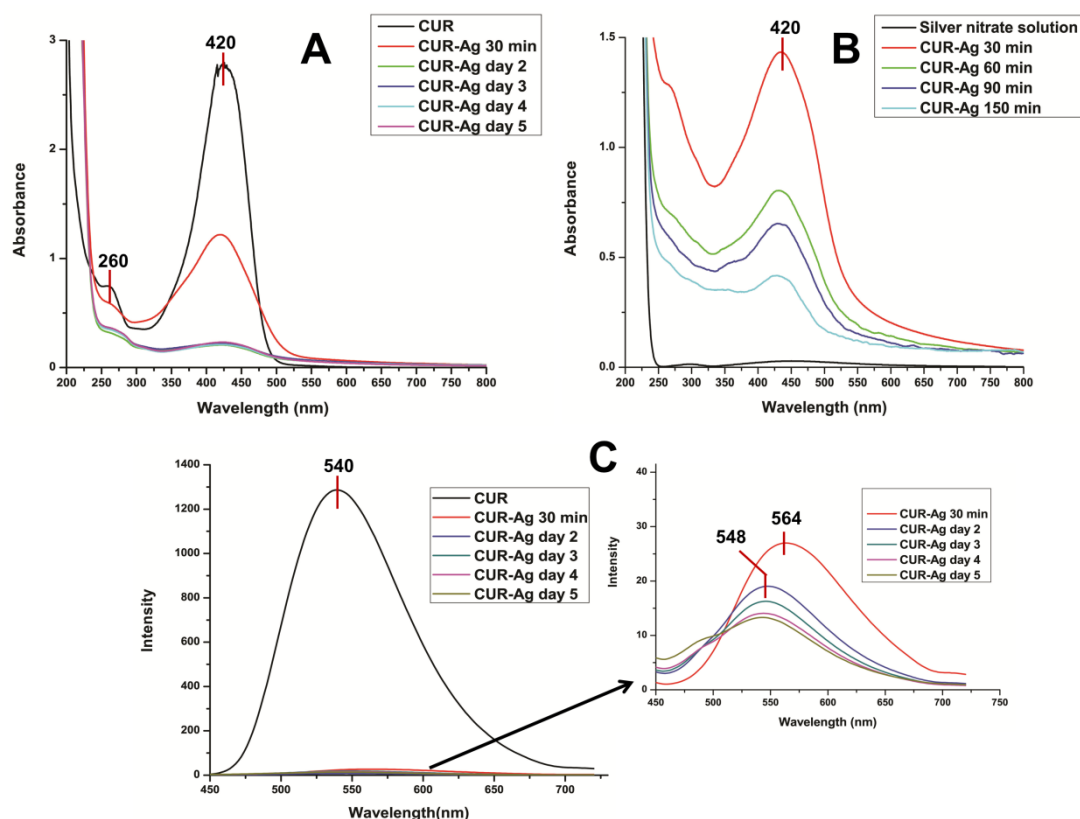 A
420
260
CUR
CUR-Ag 30 min
CUR-Ag day 2
CUR-Ag day 3
CUR-Ag day 4
CUR-Ag day 5
3
2
1
0
Absorbance
200 250 300 350 400 450 500 550 600 650 700 750 800
Wavelength (nm)
B
420
Silver nitrate solution
CUR-Ag 30 min
CUR-Ag 60 min
CUR-Ag 90 min
CUR-Ag 150 min
1.5
1.0
0.5
0.0
Absorbance
200 250 300 350 400 450 500 550 600 650 700 750 800
Wavelength (nm)
C
540
CUR
CUR-Ag 30 min
CUR-Ag day 2
CUR-Ag day 3
CUR-Ag day 4
CUR-Ag day 5
1400
1300
1200
1100
1000
900
800
700
600
500
400
300
200
100
0
Intensity
450 500 550 600 650 700
Wavelength(nm)
548
564
CUR-Ag 30 min
CUR-Ag day 2
CUR-Ag day 3
CUR-Ag day 4
CUR-Ag day 5
40
30
20
10
0
Intensity
450 500 550 600 650 700 750
Wavelength (nm)